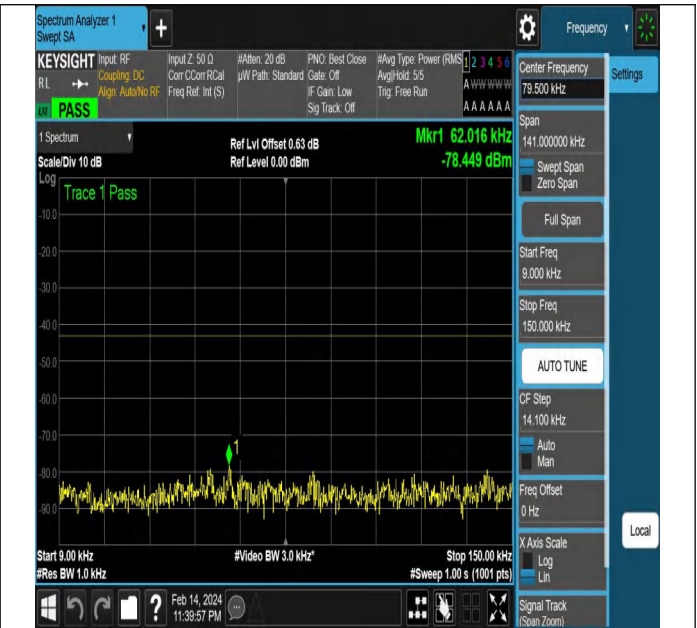 Spectrum Analyzer 1
Swept SA
Frequency
KEYSIGHT
RL
PASS
Input: RF
Coupling: DC
Align: Auto/No RF
Input Z: 50 Ω
Corr CCorr RCal
Freq Ref: Int (S)
#Atten: 20 dB
µW Path: Standard
PNO: Best Close
Gate: Off
IF Gain: Low
Sig Track: Off
#Avg Type: Power (RMS
Avg|Hold: 5/5
Trig: Free Run
1 2 3 4 5 6
A W W W W W
A A A A A A
1 Spectrum
Scale/Div 10 dB
Ref Lvl Offset 0.63 dB
Ref Level 0.00 dBm
Mkr1 62.016 kHz
-78.449 dBm
Log
Trace 1 Pass
-10.0
-20.0
-30.0
-40.0
-50.0
-60.0
-70.0
-80.0
-90.0
1
Start 9.00 kHz
#Res BW 1.0 kHz
#Video BW 3.0 kHz*
Stop 150.00 kHz
#Sweep 1.00 s (1001 pts)
Feb 14, 2024
11:39:57 PM
Center Frequency
79.500 kHz
Settings
Span
141.000000 kHz
Swept Span
Zero Span
Full Span
Start Freq
9.000 kHz
Stop Freq
150.000 kHz
AUTO TUNE
CF Step
14.100 kHz
Auto
Man
Freq Offset
0 Hz
X Axis Scale
Log
Lin
Local
Signal Track
(Span Zoom)